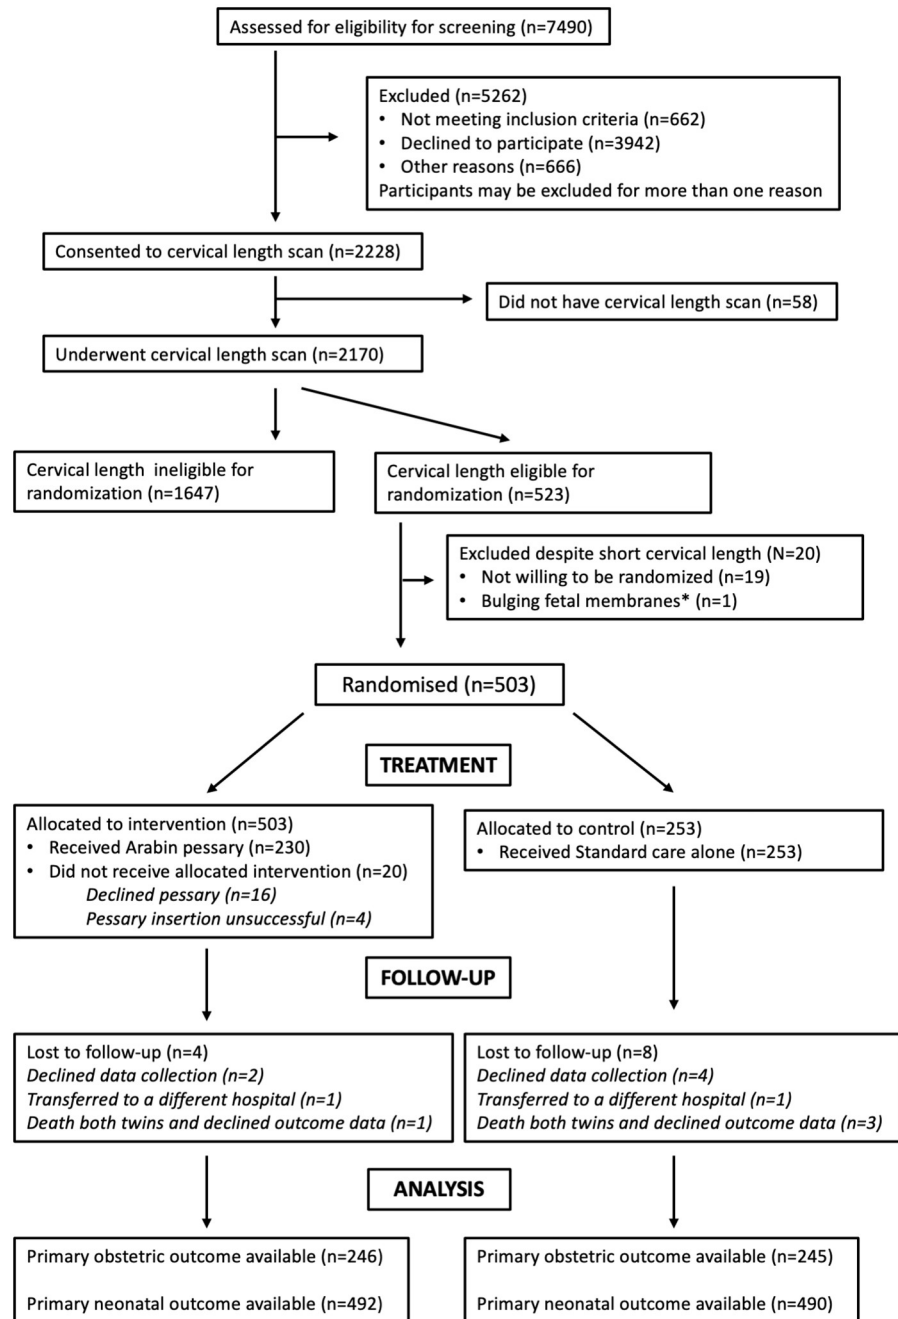 Assessed for eligibility for screening (n=7490)
Excluded (n=5262)
• Not meeting inclusion criteria (n=662)
• Declined to participate (n=3942)
• Other reasons (n=666)
Participants may be excluded for more than one reason
Consented to cervical length scan (n=2228)
Did not have cervical length scan (n=58)
Underwent cervical length scan (n=2170)
Cervical length ineligible for
randomization (n=1647)
Cervical length eligible for
randomization (n=523)
Excluded despite short cervical length (N=20)
• Not willing to be randomized (n=19)
• Bulging fetal membranes* (n=1)
Randomised (n=503)
TREATMENT
Allocated to intervention (n=503)
• Received Arabin pessary (n=230)
• Did not receive allocated intervention (n=20)
Declined pessary (n=16)
Pessary insertion unsuccessful (n=4)
Allocated to control (n=253)
• Received Standard care alone (n=253)
FOLLOW-UP
Lost to follow-up (n=4)
Declined data collection (n=2)
Transferred to a different hospital (n=1)
Death both twins and declined outcome data (n=1)
Lost to follow-up (n=8)
Declined data collection (n=4)
Transferred to a different hospital (n=1)
Death both twins and declined outcome data (n=3)
ANALYSIS
Primary obstetric outcome available (n=246)
Primary neonatal outcome available (n=492)
Primary obstetric outcome available (n=245)
Primary neonatal outcome available (n=490)